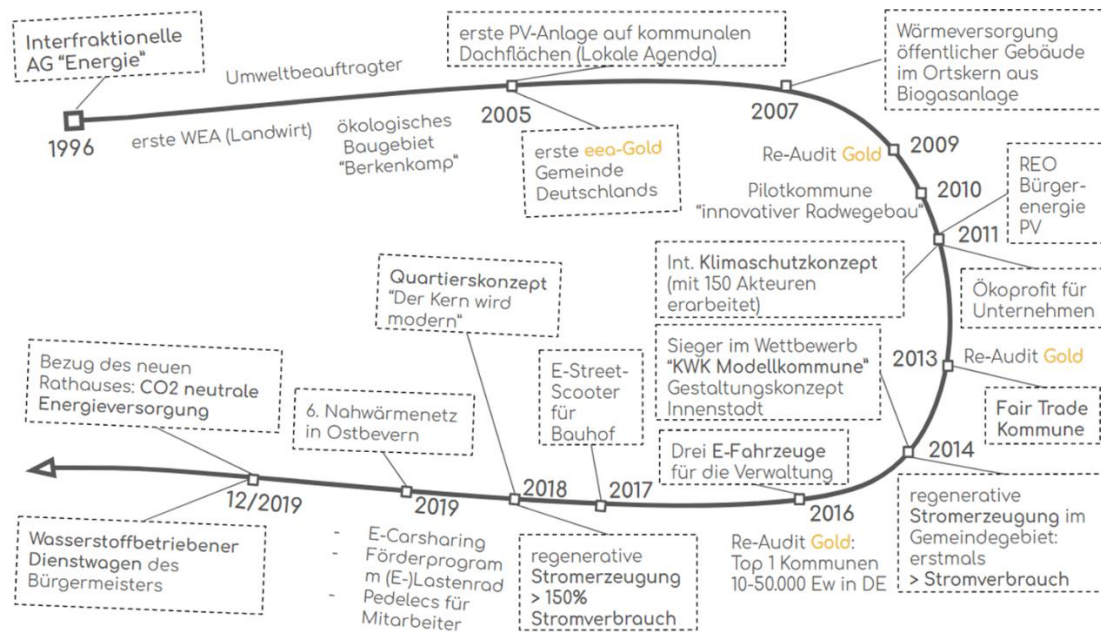 Interfraktionelle
AG "Energie"
1996
Umweltbeauftragter
erste WEA (Landwirt)
ökologisches
Baugebiet
"Berkenkamp"
erste PV-Anlage auf kommunalen
Dachflächen (Lokale Agenda)
2005
erste eea-Gold
Gemeinde
Deutschlands
2007
Wärmeversorgung
öffentlicher Gebäude
im Ortskern aus
Biogasanlage
Re-Audit Gold
2009
Pilotkommune
"innovativer Radwegebau"
2010
REO
Bürger-
energie
PV
2011
Int. Klimaschutzkonzept
(mit 150 Akteuren
erarbeitet)
Ökoprofit für
Unternehmen
2013
Re-Audit Gold
Fair Trade
Kommune
Sieger im Wettbewerb
"KWK Modellkommune"
Gestaltungskonzept
Innenstadt
2014
regenerative
Stromerzeugung im
Gemeindegebiet:
erstmals
> Stromverbrauch
Drei E-Fahrzeuge
für die Verwaltung
2016
Re-Audit Gold:
Top 1 Kommunen
10-50.000 Ew in DE
E-Street-
Scooter
für
Bauhof
2017
Quartierskonzept
"Der Kern wird
modern"
2018
regenerative
Stromerzeugung
> 150%
Stromverbrauch
6. Nahwärmenetz
in Ostbevern
2019
- E-Carsharing
- Förderprogram
m (E-)Lastenrad
- Pedelecs für
Mitarbeiter
Bezug des neuen
Rathauses: CO2 neutrale
Energieversorgung
12/2019
Wasserstoffbetriebener
Dienstwagen des
Bürgermeisters